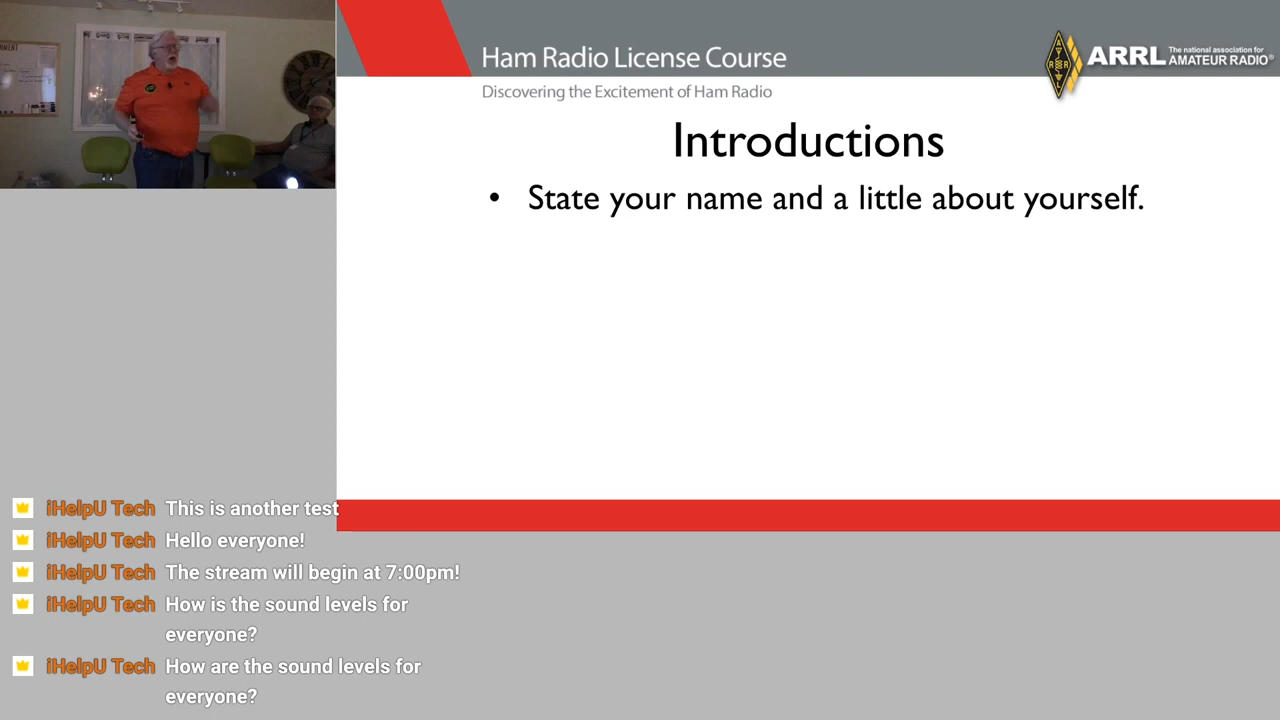 Ham Radio License Course
Discovering the Excitement of Ham Radio
ARRL The national association for
AMATEUR RADIO®
Introductions
• State your name and a little about yourself.
iHelpU Tech This is another test
iHelpU Tech Hello everyone!
iHelpU Tech The stream will begin at 7:00pm!
iHelpU Tech How is the sound levels for
everyone?
iHelpU Tech How are the sound levels for
everyone?